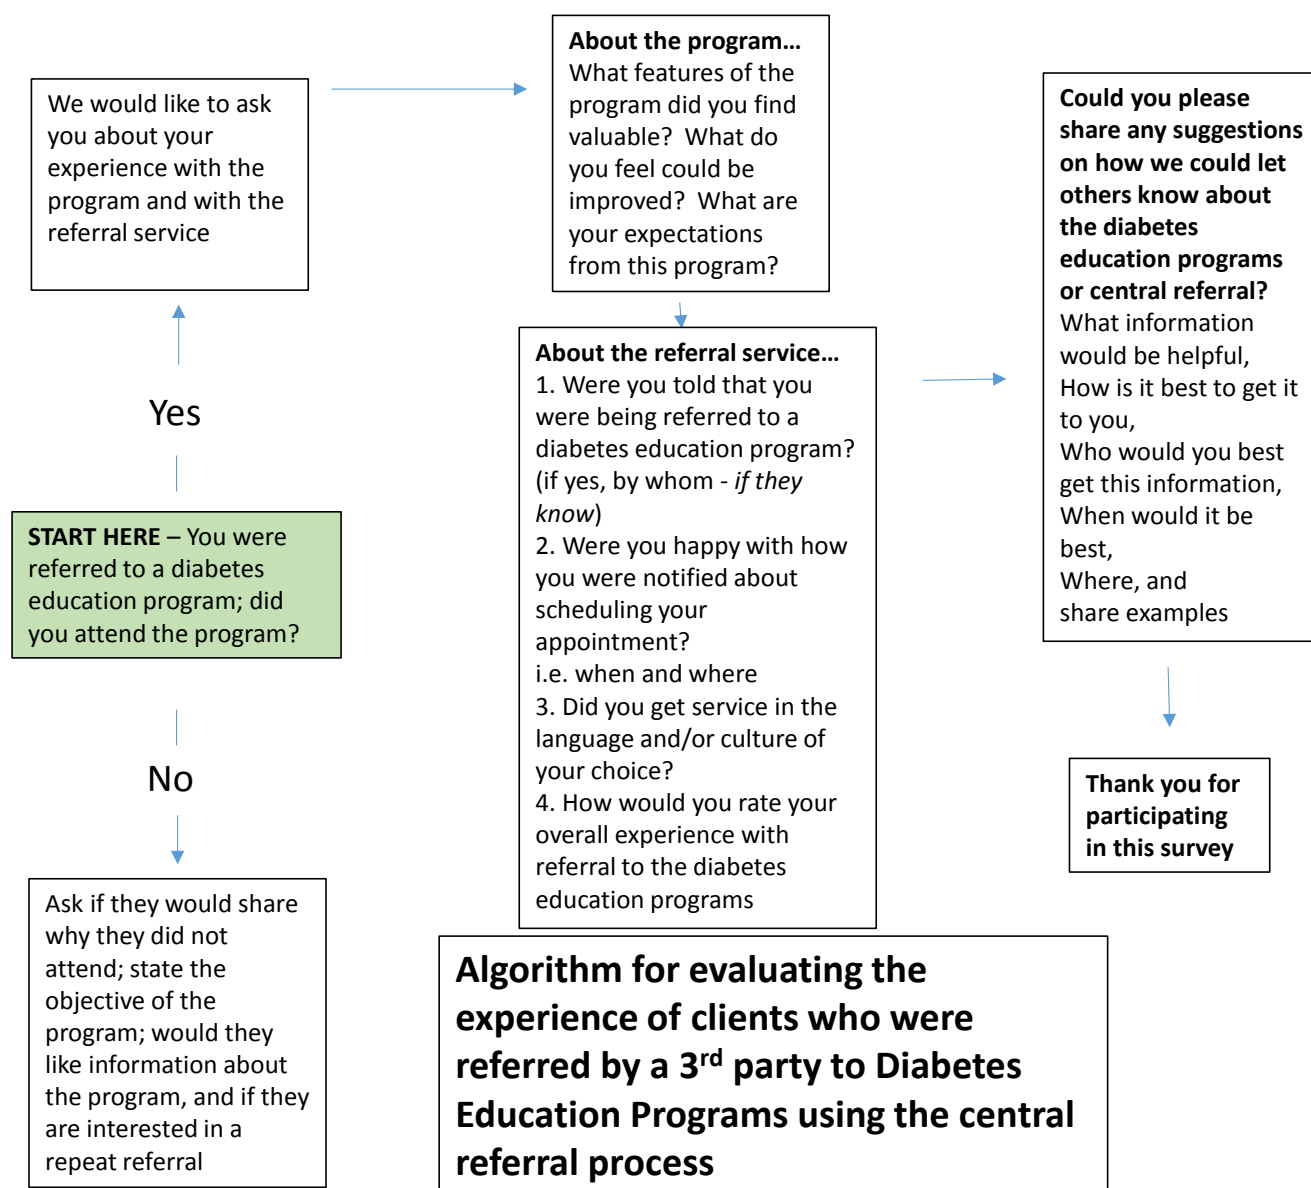 We would like to ask
you about your
experience with the
program and with the
referral service
Yes
START HERE – You were
referred to a diabetes
education program; did
you attend the program?
No
Ask if they would share
why they did not
attend; state the
objective of the
program; would they
like information about
the program, and if they
are interested in a
repeat referral
About the program...
What features of the
program did you find
valuable? What do
you feel could be
improved? What are
your expectations
from this program?
About the referral service...
1. Were you told that you
were being referred to a
diabetes education program?
(if yes, by whom - if they
know)
2. Were you happy with how
you were notified about
scheduling your
appointment?
i.e. when and where
3. Did you get service in the
language and/or culture of
your choice?
4. How would you rate your
overall experience with
referral to the diabetes
education programs
Could you please
share any suggestions
on how we could let
others know about
the diabetes
education programs
or central referral?
What information
would be helpful,
How is it best to get it
to you,
Who would you best
get this information,
When would it be
best,
Where, and
share examples
Thank you for
participating
in this survey
Algorithm for evaluating the
experience of clients who were
referred by a 3rd party to Diabetes
Education Programs using the central
referral process